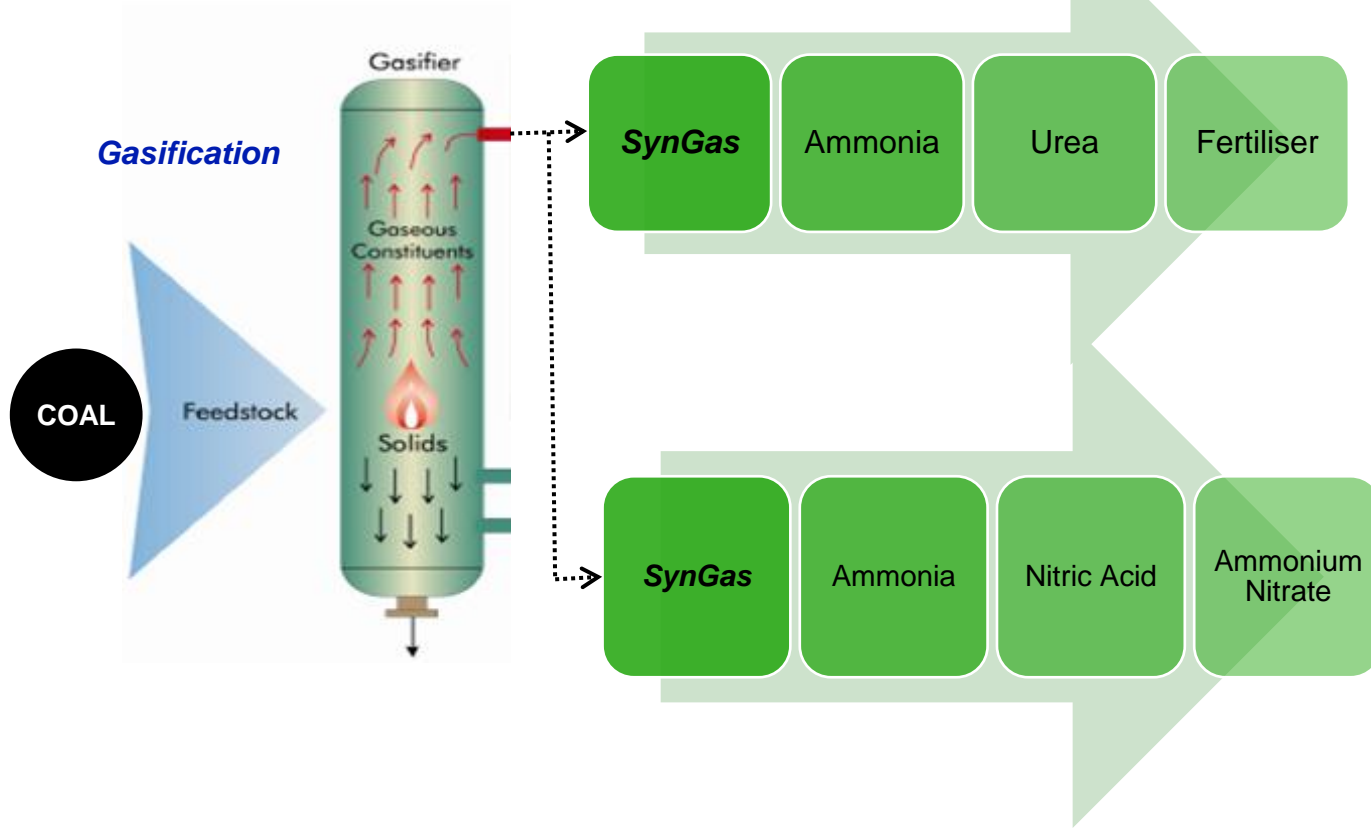 Gasifier
Gasification
Gaseous
Constituents
COAL
Feedstock
Solids
SynGas
Ammonia
Urea
Fertiliser
SynGas
Ammonia
Nitric Acid
Ammonium
Nitrate